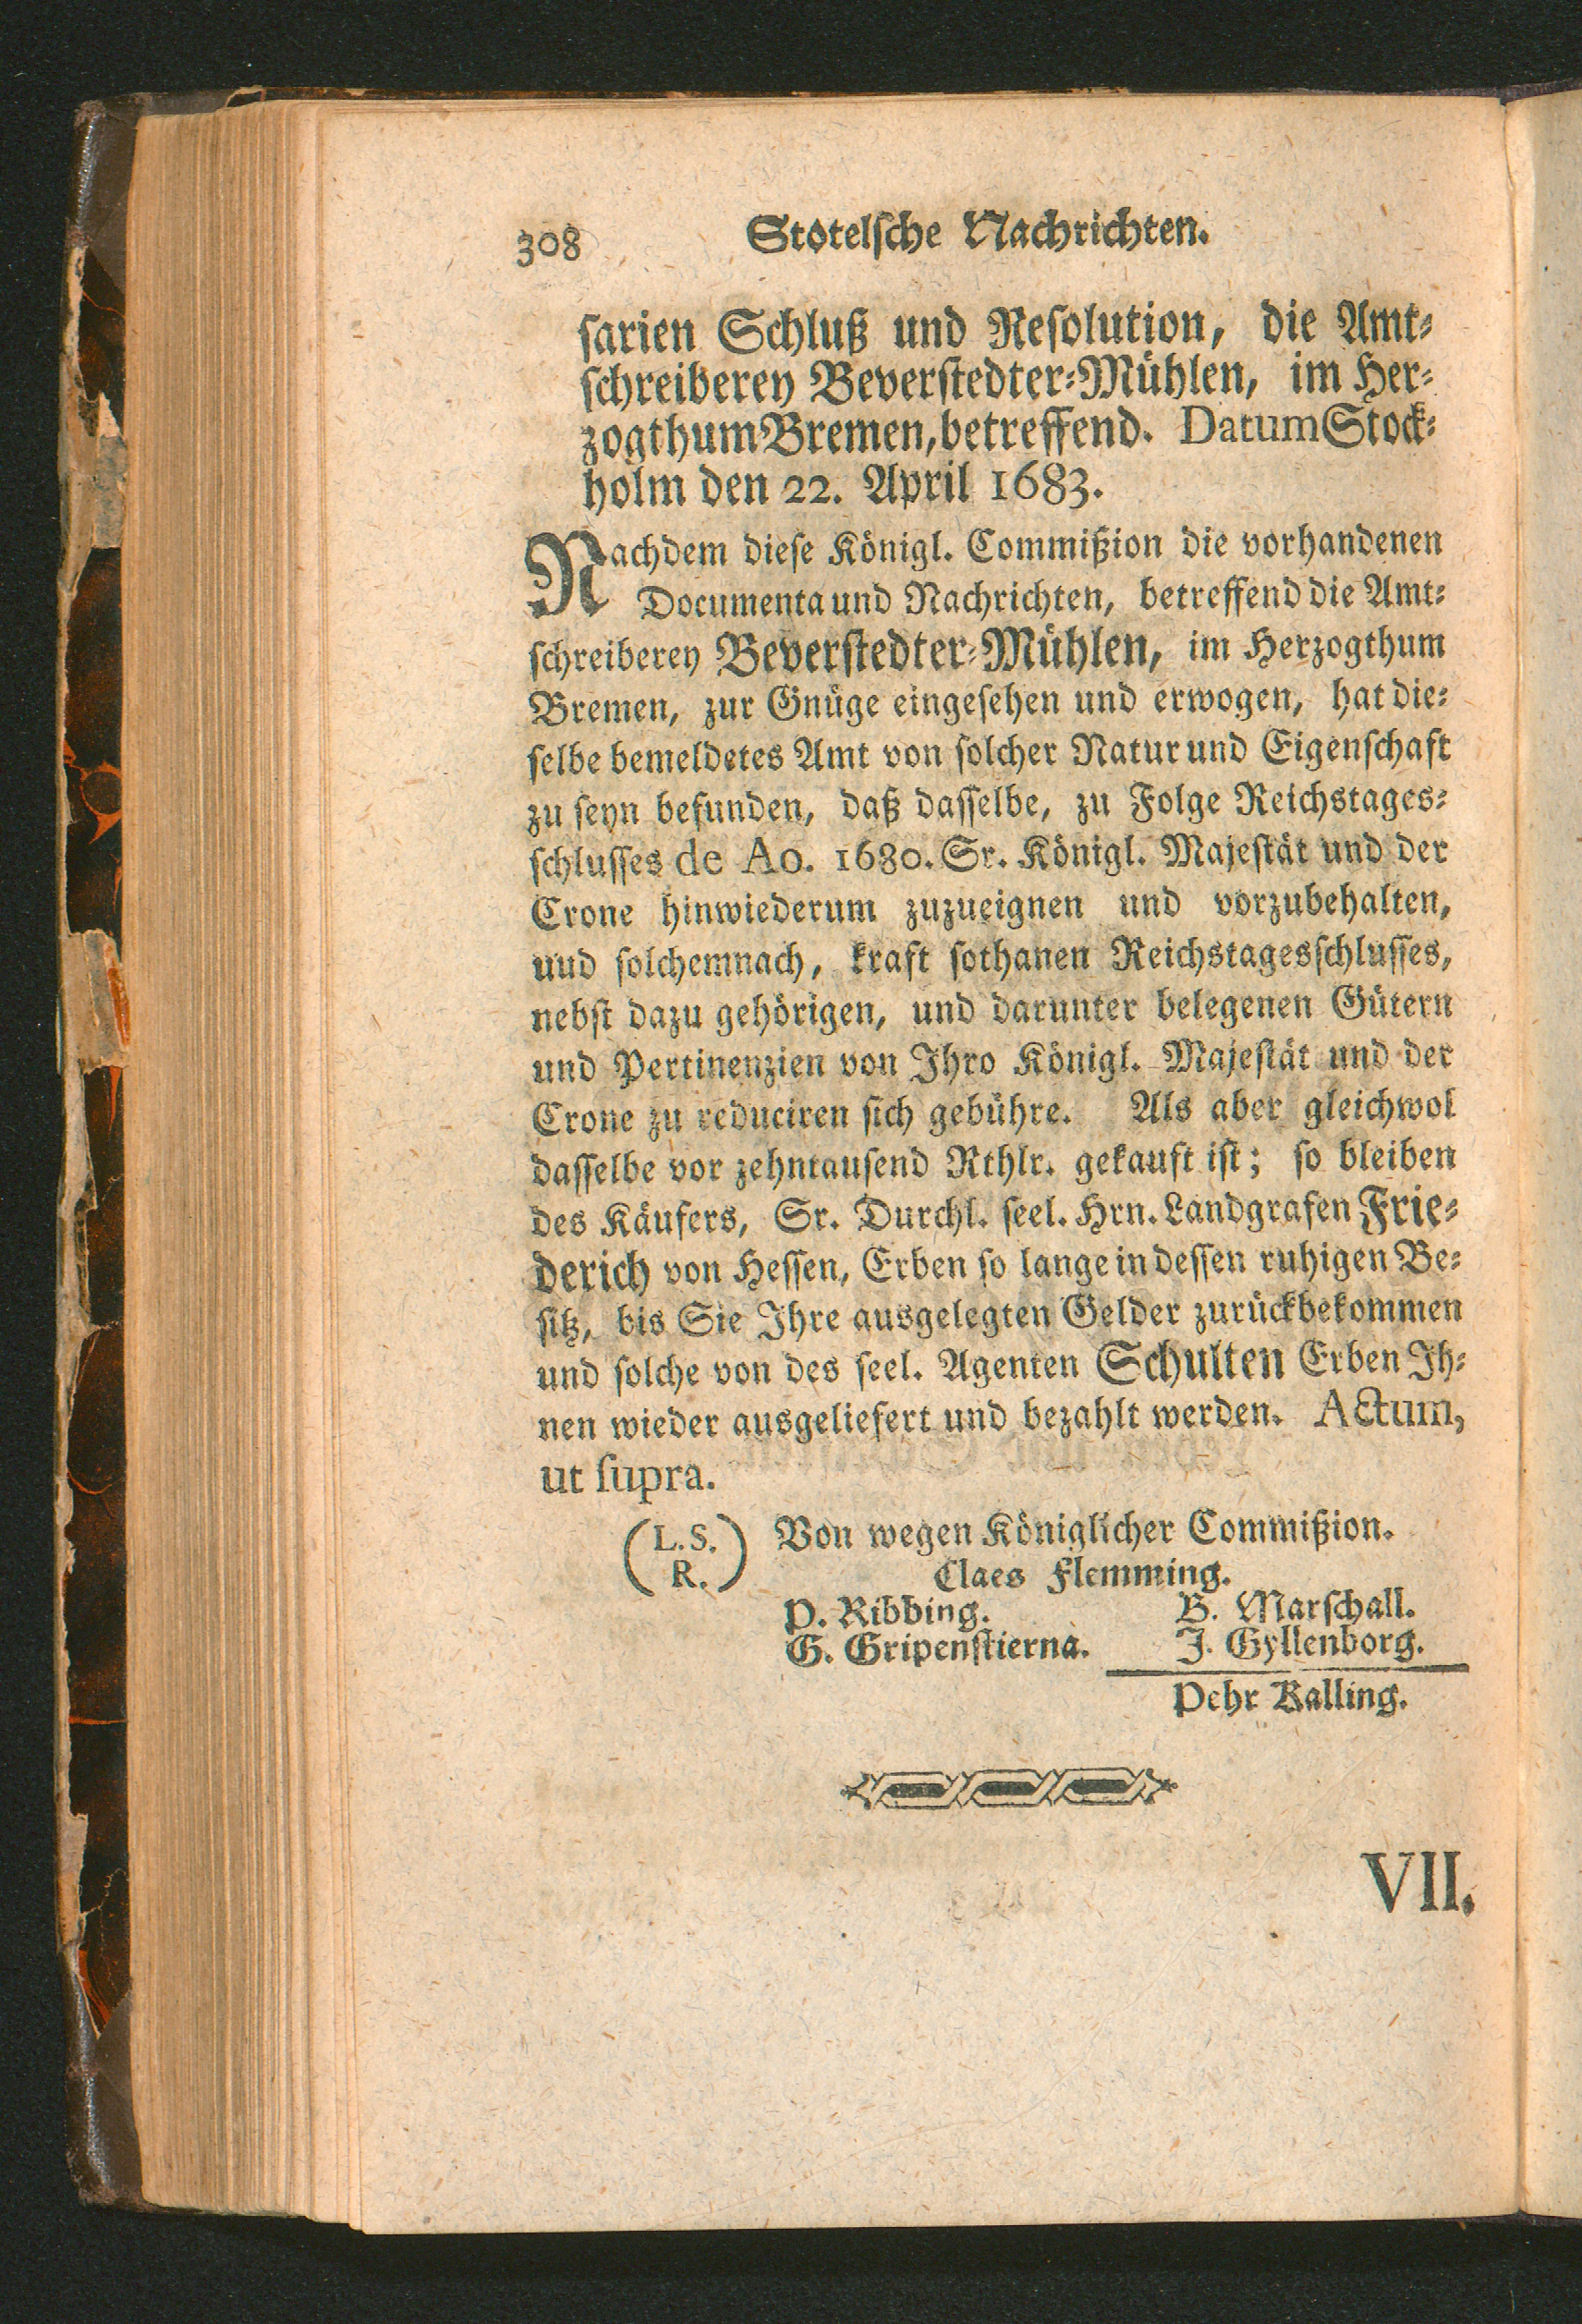 308 Stotelsche Nachrichten.
sarien Schluß und Resolution, die Amt-
schreiberey Beverstedter-Mühlen, im Her-
zogthum Bremen, betreffend. Datum Stock-
holm den 22. April 1683.
Nachdem diese Königl. Commißion die vorhandenen
Documenta und Nachrichten, betreffend die Amt-
schreiberey Beverstedter-Mühlen, im Herzogthum
Bremen, zur Gnüge eingesehen und erwogen, hat die-
selbe bemeldetes Amt von solcher Natur und Eigenschaft
zu seyn befunden, daß dasselbe, zu Folge Reichstages-
schlusses de Ao. 1680. Sr. Königl. Majestät und der
Crone hinwiederum zuzueignen und vorzubehalten,
uud solchemnach, kraft sothanen Reichstagesschlusses,
nebst dazu gehörigen, und darunter belegenen Gütern
und Pertinenzien von Ihro Königl. Majestät und der
Crone zu reduciren sich gebühre. Als aber gleichwol
dasselbe vor zehntausend Rthlr. gekauft ist; so bleiben
des Käufers, Sr. Durchl. seel. Hrn. Landgrafen Frie-
derich von Hessen, Erben so lange in dessen ruhigen Be-
sitz, bis Sie Ihre ausgelegten Gelder zurückbekommen
und solche von des seel. Agenten Schulten Erben Ih-
nen wieder ausgeliefert und bezahlt werden. Actum,
ut supra.
(L.S. R.) Von wegen Königlicher Commißion.
Claes Flemming.
P. Ribbing. B. Marschall.
G. Gripenstierna. J. Gyllenborg.
Pehr Kalling.
VII.